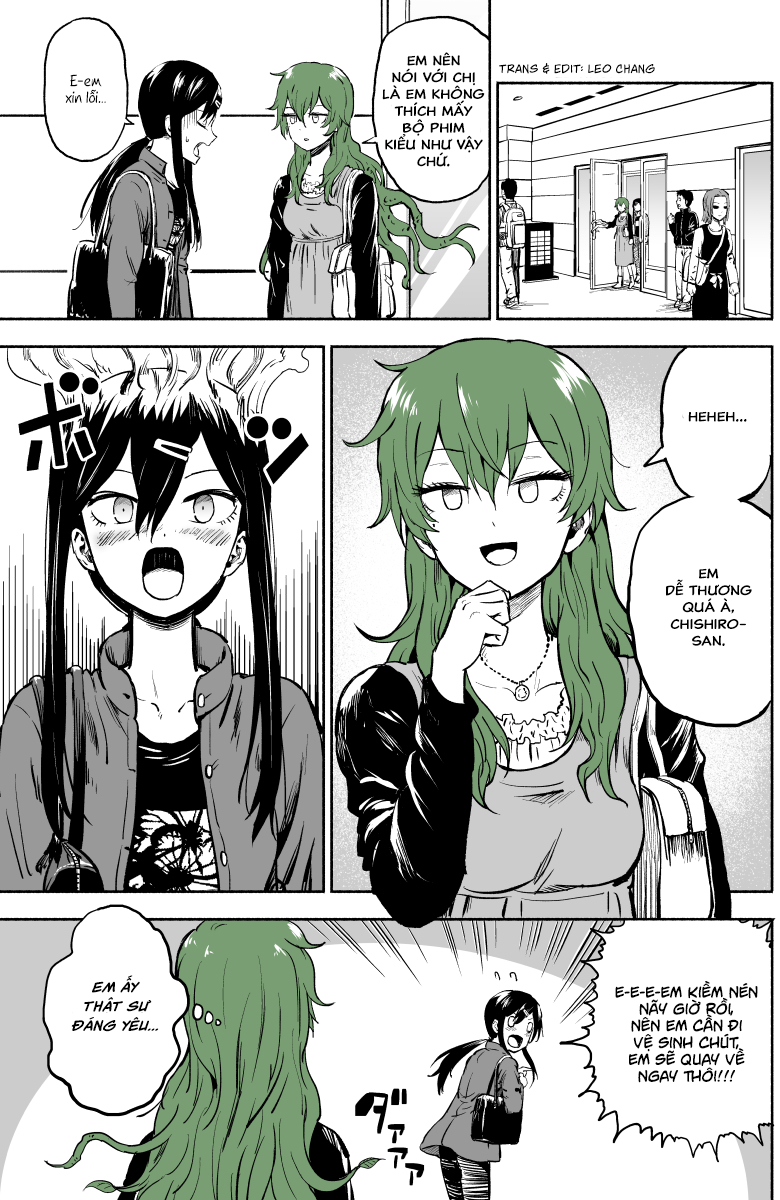 TRANS & EDIT: LEO CHANG
EM NÊN
NÓI VỚI CHỊ
LÀ EM KHÔNG
THÍCH MẤY
BỘ PHIM
KIỂU NHƯ VẬY
CHỨ.
E-em
xin lỗi...
HEHEH...
EM
DỄ THƯƠNG
QUÁ À,
CHISHIRO-
SAN.
ボッ
E-E-E-EM KIỀM NÉN
NÃY GIỜ RỒI,
NÊN EM CẦN ĐI
VỆ SINH CHÚT,
EM SẼ QUAY VỀ
NGAY THÔI!!!
ダァァァ
EM ẤY
THẬT SỰ
ĐÁNG YÊU...